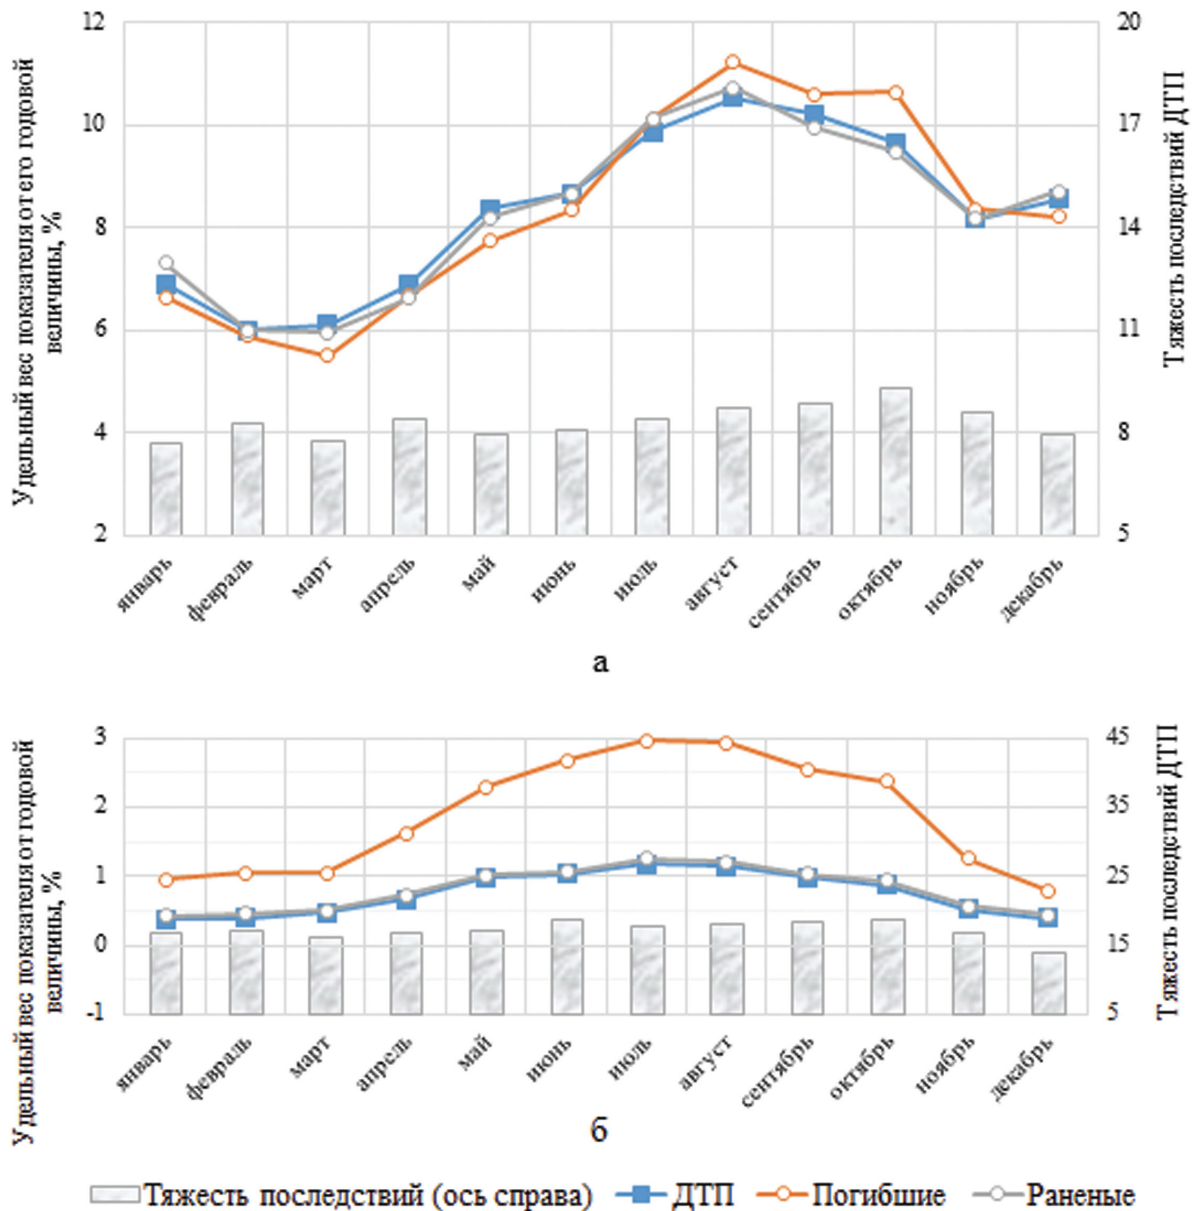 Удельный вес показателя от его годовой
величины, %
12
10
8
6
4
2
20
17
14
11
8
5
Тяжесть последствий ДТП
январь
февраль
март
апрель
май
июнь
июль
август
сентябрь
октябрь
ноябрь
декабрь
а
Удельный вес показателя от годовой
величины, %
3
2
1
0
-1
45
35
25
15
5
Тяжесть последствий ДТП
январь
февраль
март
апрель
май
июнь
июль
август
сентябрь
октябрь
ноябрь
декабрь
б
Тяжесть последствий (ось справа) ДТП Погибшие Раненые